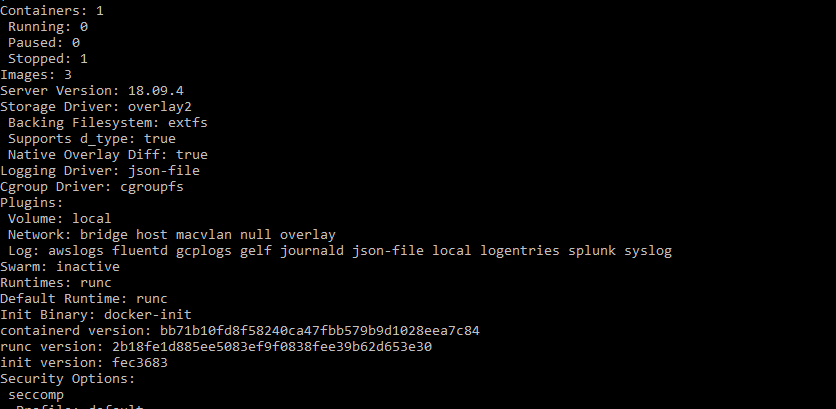 Containers: 1
Running: 0
Paused: 0
Stopped: 1
Images: 3
Server Version: 18.09.4
Storage Driver: overlay2
Backing Filesystem: extfs
Supports d_type: true
Native Overlay Diff: true
Logging Driver: json-file
Cgroup Driver: cgroupfs
Plugins:
Volume: local
Network: bridge host macvlan null overlay
Log: awslogs fluentd gcplogs gelf journald json-file local logentries splunk syslog
Swarm: inactive
Runtimes: runc
Default Runtime: runc
Init Binary: docker-init
containerd version: bb71b10fd8f58240ca47fbb579b9d1028eea7c84
runc version: 2b18fe1d885ee5083ef9f0838fee39b62d653e30
init version: fec3683
Security Options:
seccomp
Profile: default